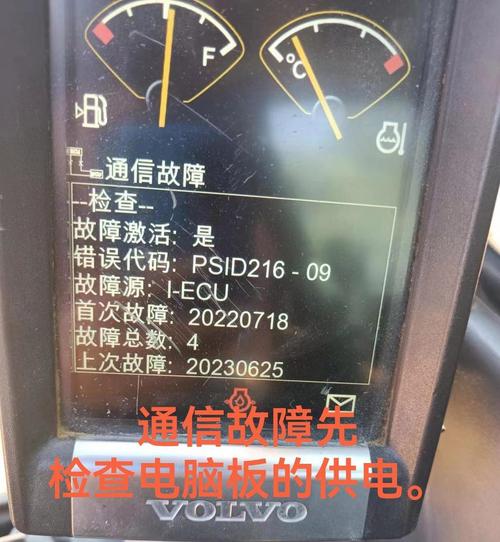 F
°C
通信故障
--检查--
故障激活: 是
错误代码: PSID216 - 09
故障源: I-ECU
首次故障: 20220718
故障总数: 4
上次故障: 20230625
通信故障先
检查电脑板的供电。
VOLVO